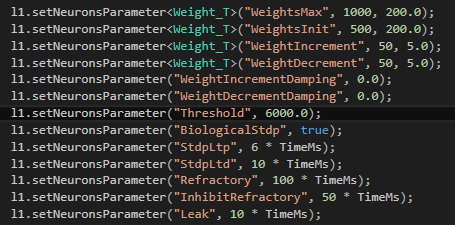 l1.setNeuronsParameter<Weight_T>("WeightsMax", 1000, 200.0);
l1.setNeuronsParameter<Weight_T>("WeightsInit", 500, 200.0);
l1.setNeuronsParameter<Weight_T>("WeightIncrement", 50, 5.0);
l1.setNeuronsParameter<Weight_T>("WeightDecrement", 50, 5.0);
l1.setNeuronsParameter("WeightIncrementDamping", 0.0);
l1.setNeuronsParameter("WeightDecrementDamping", 0.0);
l1.setNeuronsParameter("Threshold", 6000.0);
l1.setNeuronsParameter("BiologicalStdp", true);
l1.setNeuronsParameter("StdpLtp", 6 * TimeMs);
l1.setNeuronsParameter("StdpLtd", 10 * TimeMs);
l1.setNeuronsParameter("Refractory", 100 * TimeMs);
l1.setNeuronsParameter("InhibitRefractory", 50 * TimeMs);
l1.setNeuronsParameter("Leak", 10 * TimeMs);